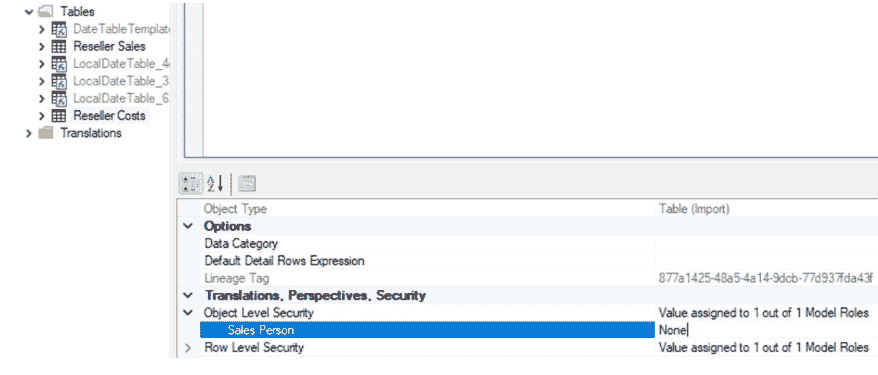 Tables
DateTableTemplat
Reseller Sales
LocalDateTable_4
LocalDateTable_3
LocalDateTable_6
Reseller Costs
Translations
Object Type Table (Import)
Options
Data Category
Default Detail Rows Expression
Lineage Tag 877a1425-48a5-4a14-9dcb-77d937fda43f
Translations, Perspectives, Security
Object Level Security Value assigned to 1 out of 1 Model Roles
Sales Person None
Row Level Security Value assigned to 1 out of 1 Model Roles